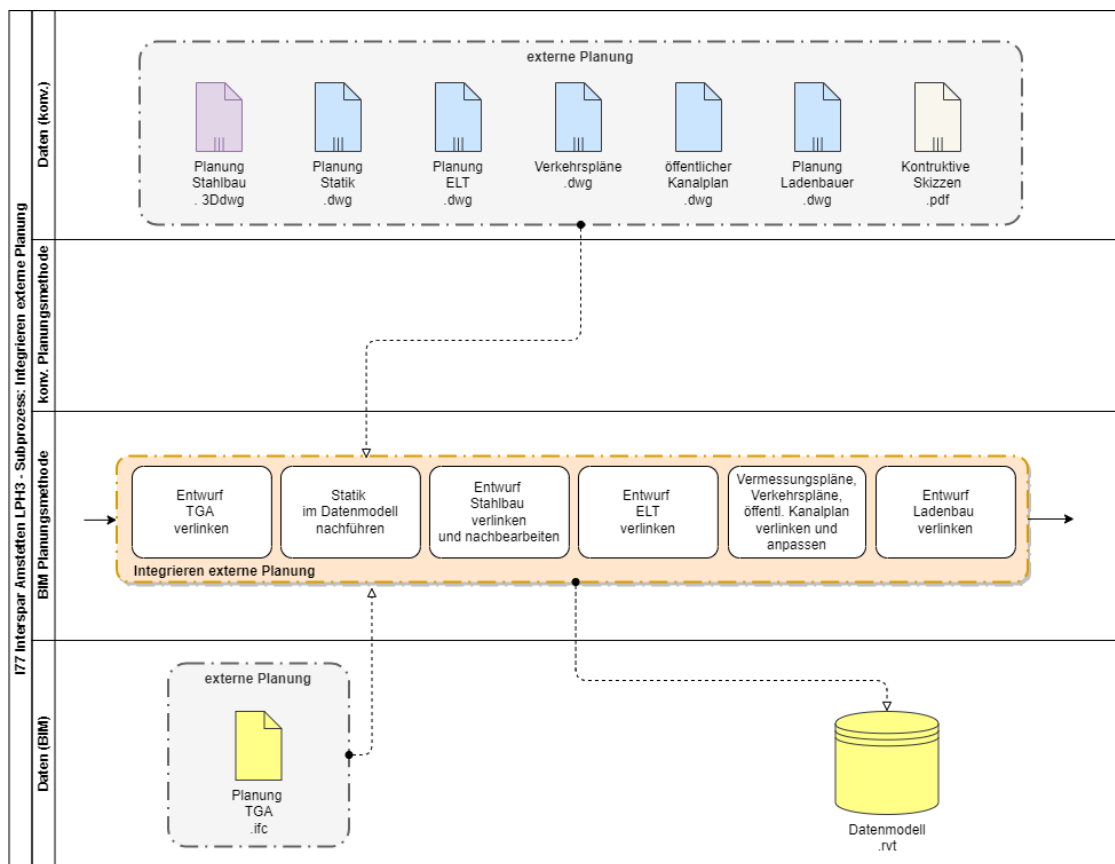 I77 Interspar Amstetten LPH3 - Subprozess: Integrieren externe Planung
Daten (konv.)
externe Planung
Planung
Stahlbau
. 3Ddwg
Planung
Statik
.dwg
Planung
ELT
.dwg
Verkehrspläne
.dwg
öffentlicher
Kanalplan
.dwg
Planung
Ladenbauer
.dwg
Kontruktive
Skizzen
.pdf
konv. Planungsmethode
BIM Planungsmethode
Entwurf
TGA
verlinken
Statik
im Datenmodell
nachführen
Entwurf
Stahlbau
verlinken
und nachbearbeiten
Entwurf
ELT
verlinken
Vermessungspläne,
Verkehrspläne,
öffentl. Kanalplan
verlinken und
anpassen
Entwurf
Ladenbau
verlinken
Integrieren externe Planung
Daten (BIM)
externe Planung
Planung
TGA
.ifc
Datenmodell
.rvt